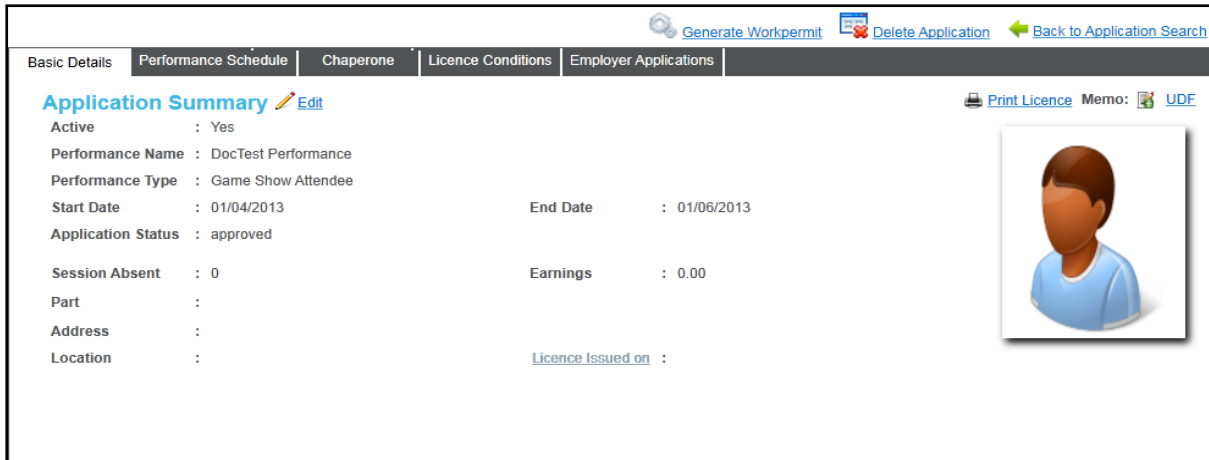 Generate Workpermit Delete Application Back to Application Search
Basic Details Performance Schedule Chaperone Licence Conditions Employer Applications
Application Summary Edit Print Licence Memo: UDF
Active : Yes
Performance Name : DocTest Performance
Performance Type : Game Show Attendee
Start Date : 01/04/2013 End Date : 01/06/2013
Application Status : approved
Session Absent : 0 Earnings : 0.00
Part :
Address :
Location : Licence Issued on :